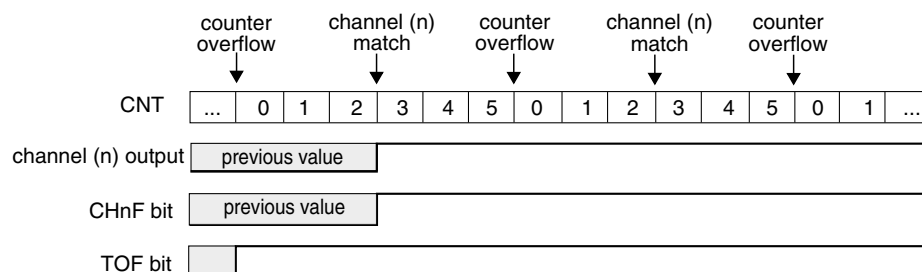 counter overflow
channel (n) match
counter overflow
channel (n) match
counter overflow
CNT ... 0 1 2 3 4 5 0 1 2 3 4 5 0 1 ...
channel (n) output previous value
CHnF bit previous value
TOF bit